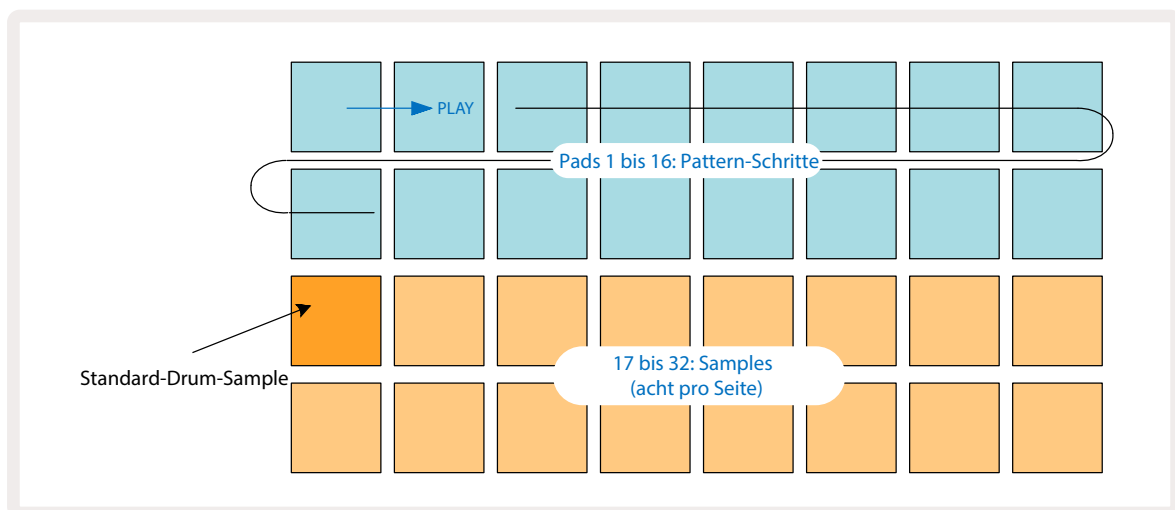 PLAY
Pads 1 bis 16: Pattern-Schritte
Standard-Drum-Sample
17 bis 32: Samples
(acht pro Seite)